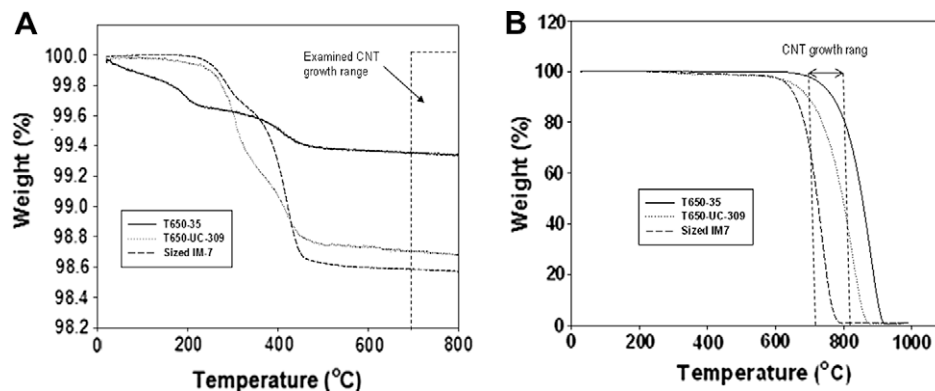 A
100.0
99.8
99.6
99.4
99.2
99.0
98.8
98.6
98.4
98.2
Weight (%)
Examined CNT
growth range
T650-35
T650-UC-309
Sized IM-7
0
200
400
600
800
Temperature (°C)
B
120
100
80
60
40
20
0
Weight (%)
CNT growth rang
T650-35
T650-UC-309
Sized IM7
0
200
400
600
800
1000
Temperature (°C)